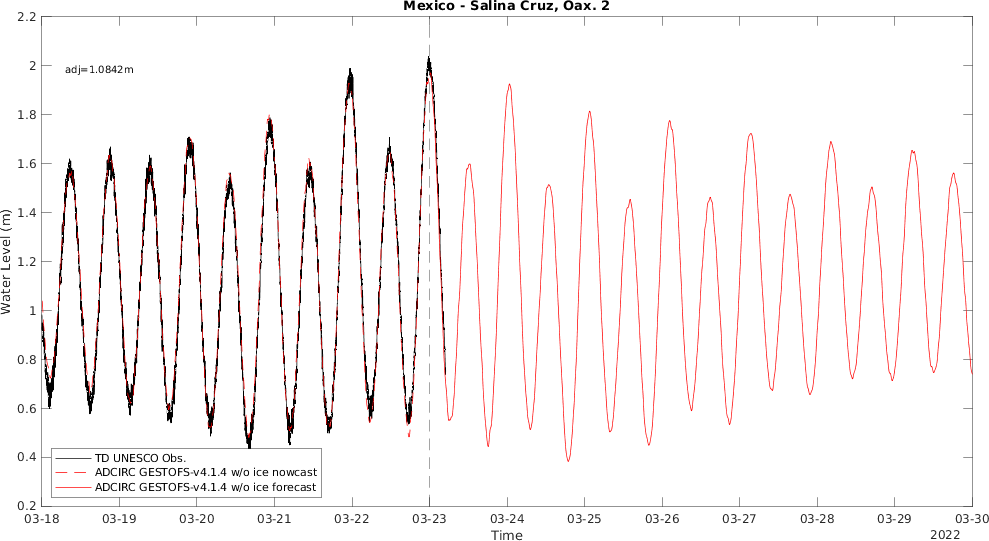 Mexico - Salina Cruz, Oax. 2
2.2
2
1.8
1.6
1.4
1.2
1
0.8
0.6
0.4
0.2
Water Level (m)
adj=1.0842m
TD UNESCO Obs.
ADCIRC GESTOFS-v4.1.4 w/o ice nowcast
ADCIRC GESTOFS-v4.1.4 w/o ice forecast
03-18 03-19 03-20 03-21 03-22 03-23 03-24 03-25 03-26 03-27 03-28 03-29 03-30
Time
2022